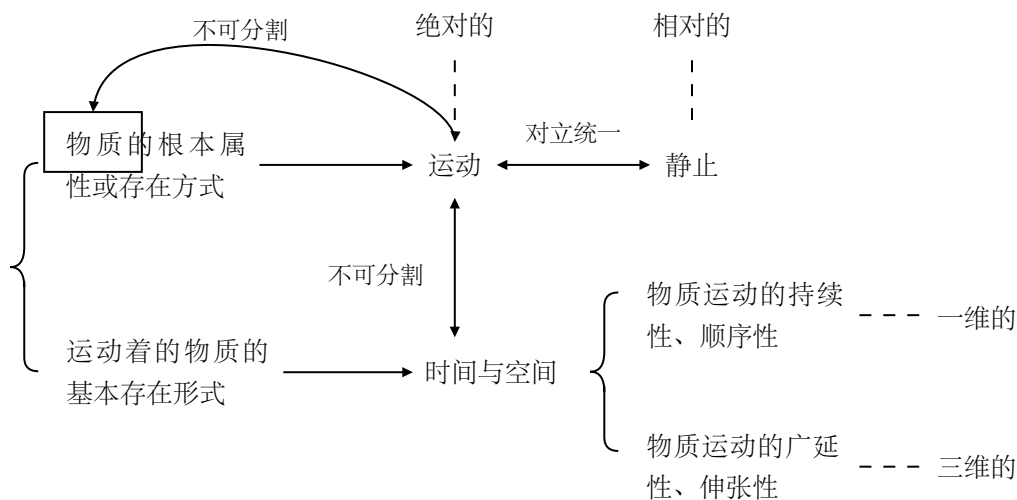 不可分割
绝对的
相对的
物质的根本属
性或存在方式
运动
对立统一
静止
不可分割
运动着的物质的
基本存在形式
时间与空间
物质运动的持续
性、顺序性
一维的
物质运动的广延
性、伸张性
三维的